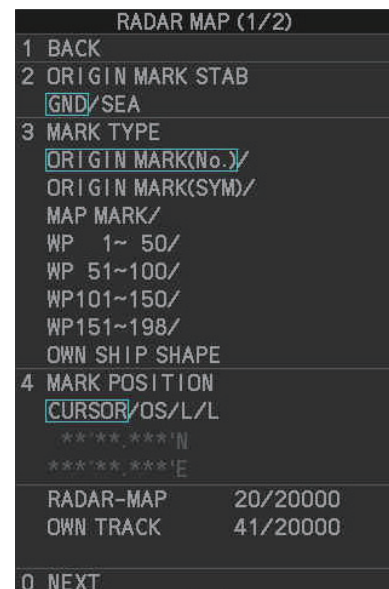 RADAR MAP (1/2)
1 BACK
2 ORIGIN MARK STAB
GND/SEA
3 MARK TYPE
ORIGIN MARK(No.)/
ORIGIN MARK(SYM)/
MAP MARK/
WP 1~ 50/
WP 51~100/
WP101~150/
WP151~198/
OWN SHIP SHAPE
4 MARK POSITION
CURSOR/OS/L/L
**'**.***'N
***'**.***'E
RADAR-MAP 20/20000
OWN TRACK 41/20000
0 NEXT